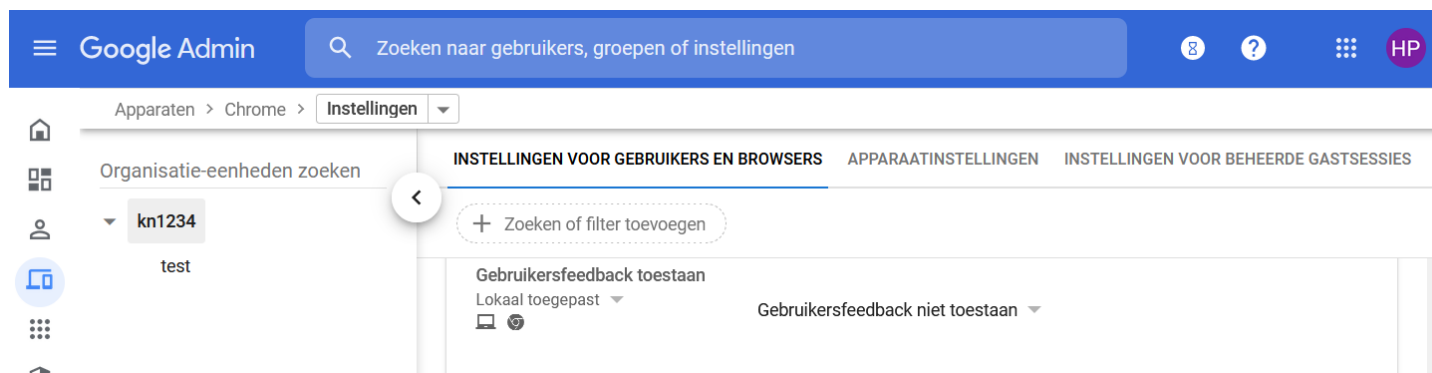 Google Admin
Zoeken naar gebruikers, groepen of instellingen
HP
Apparaten > Chrome > Instellingen
Organisatie-eenheden zoeken
kn1234
test
INSTELLINGEN VOOR GEBRUIKERS EN BROWSERS APPARAATINSTELLINGEN INSTELLINGEN VOOR BEHEERDE GASTSESSIES
Zoeken of filter toevoegen
Gebruikersfeedback toestaan
Lokaal toegepast
Gebruikersfeedback niet toestaan